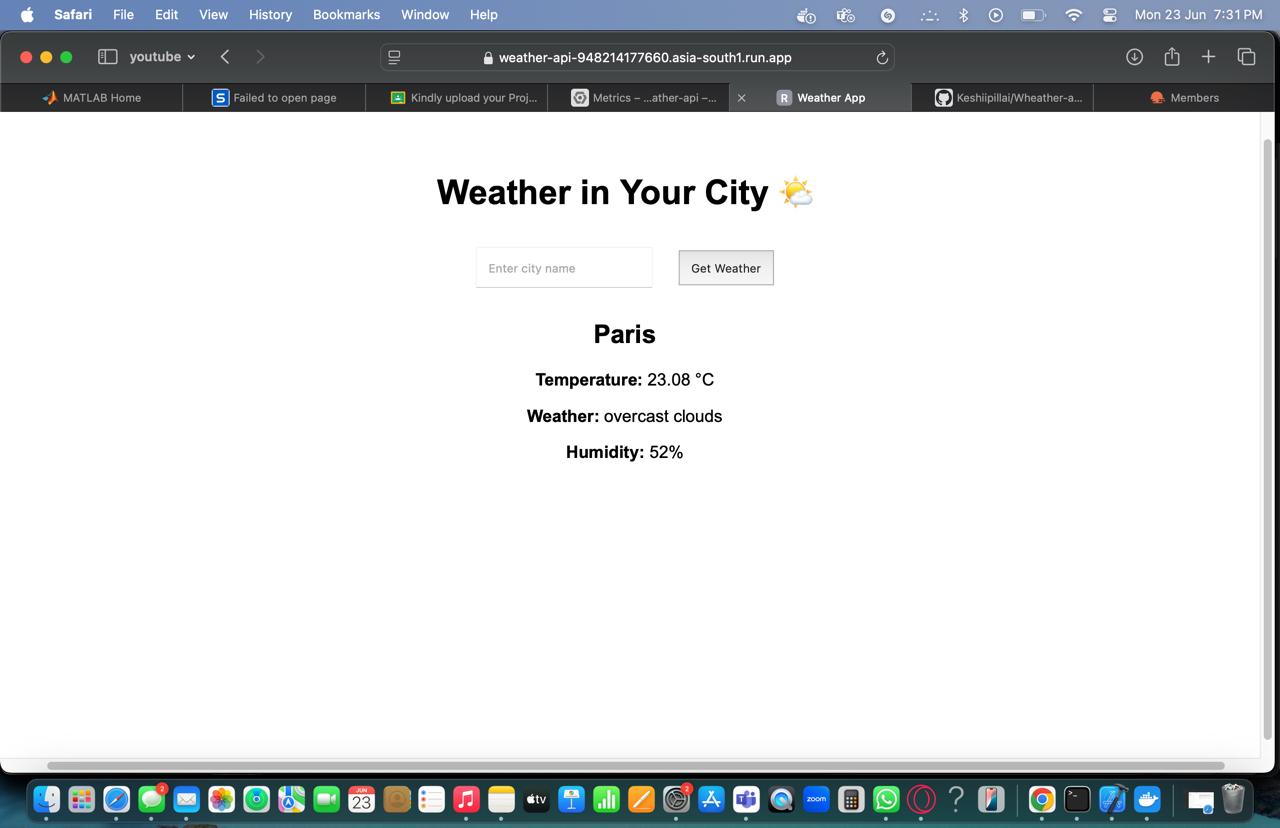 Safari File Edit View History Bookmarks Window Help Mon 23 Jun 7:31 PM
youtube weather-api-948214177660.asia-south1.run.app
MATLAB Home S Failed to open page Kindly upload your Proj... Metrics – ...ather-api –... R Weather App Keshiipillai/Wheather-a... Members
Weather in Your City
Enter city name Get Weather
Paris
Temperature: 23.08 °C
Weather: overcast clouds
Humidity: 52%
2 JUN 23 tv 2 zoom